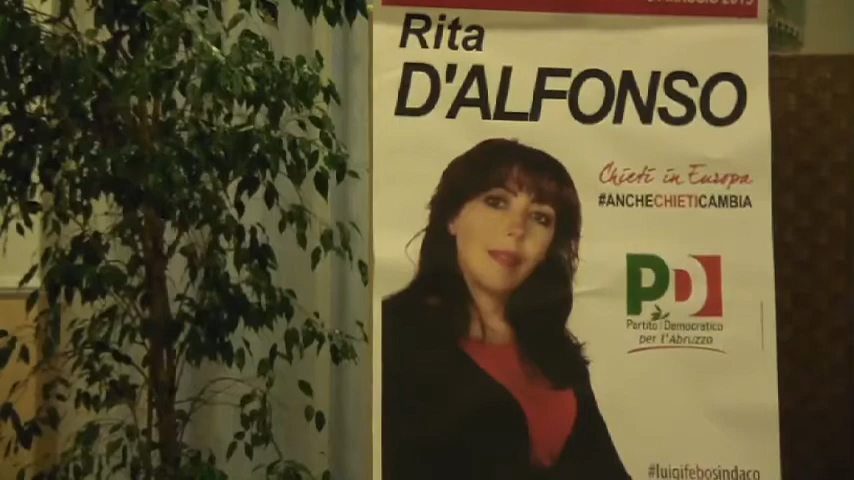 Rita
D'ALFONSO
Chieti in Europa
#ANCHECHIETICAMBIA
PD
Partito Democratico
per l'Abruzzo
#luigifebosindaco